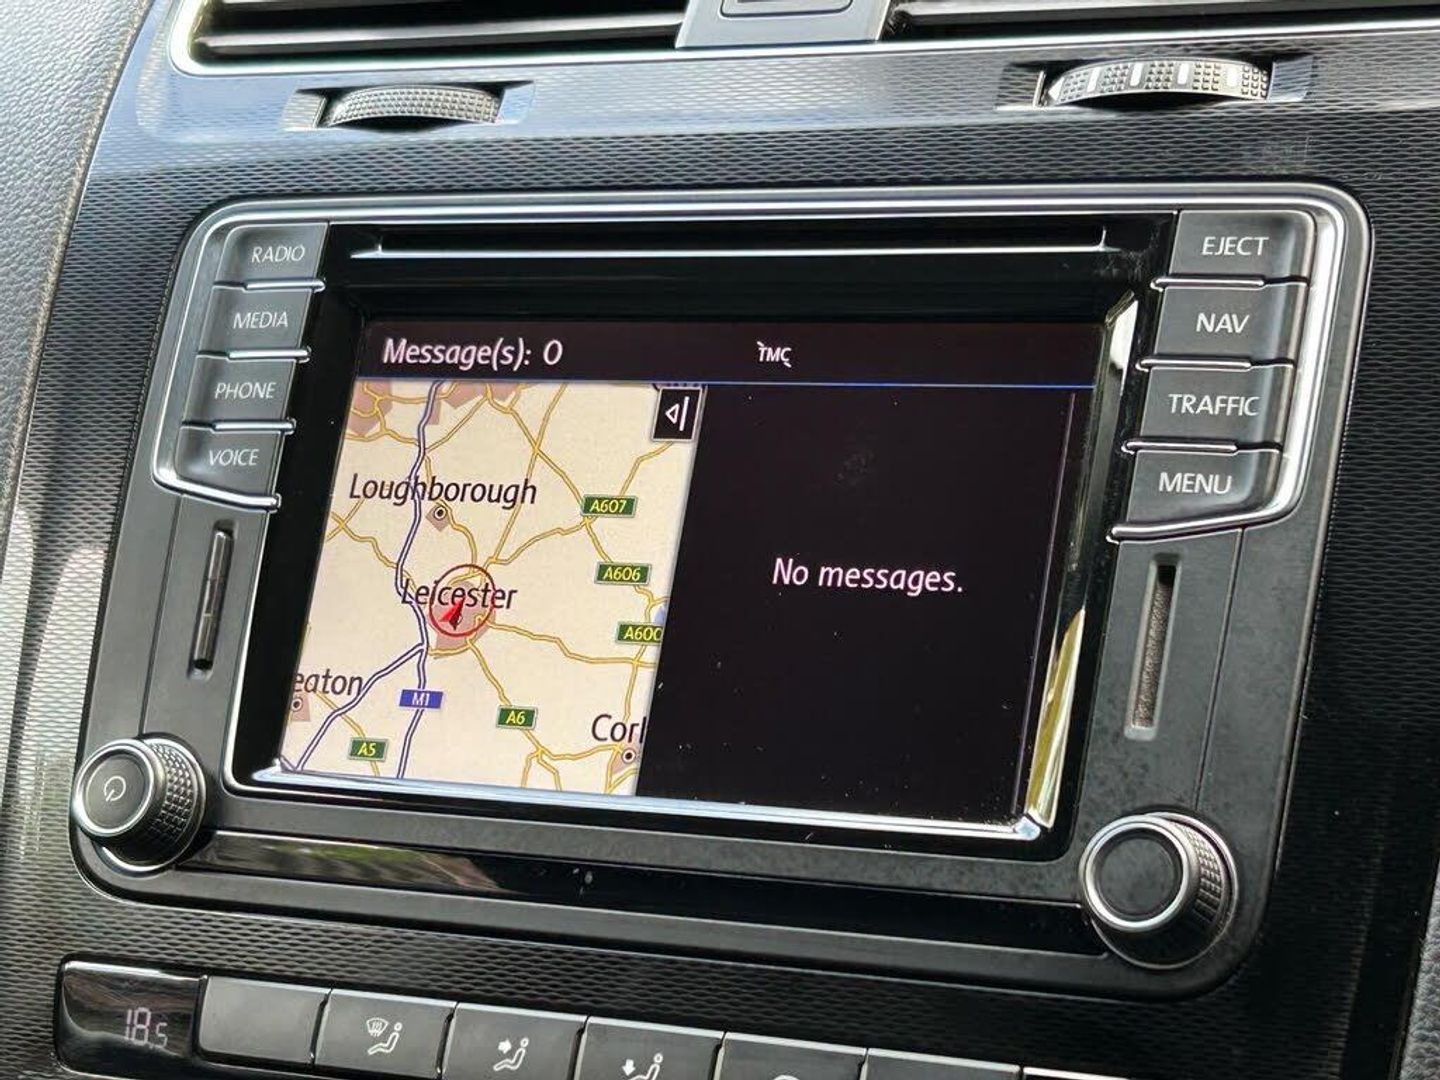 RADIO
EJECT
MEDIA
NAV
PHONE
TRAFFIC
VOICE
MENU
Message(s): 0
TMC
Loughborough
A607
A606
Leicester
A600
No messages.
eaton
M1
A6
A5
Cor
18.5